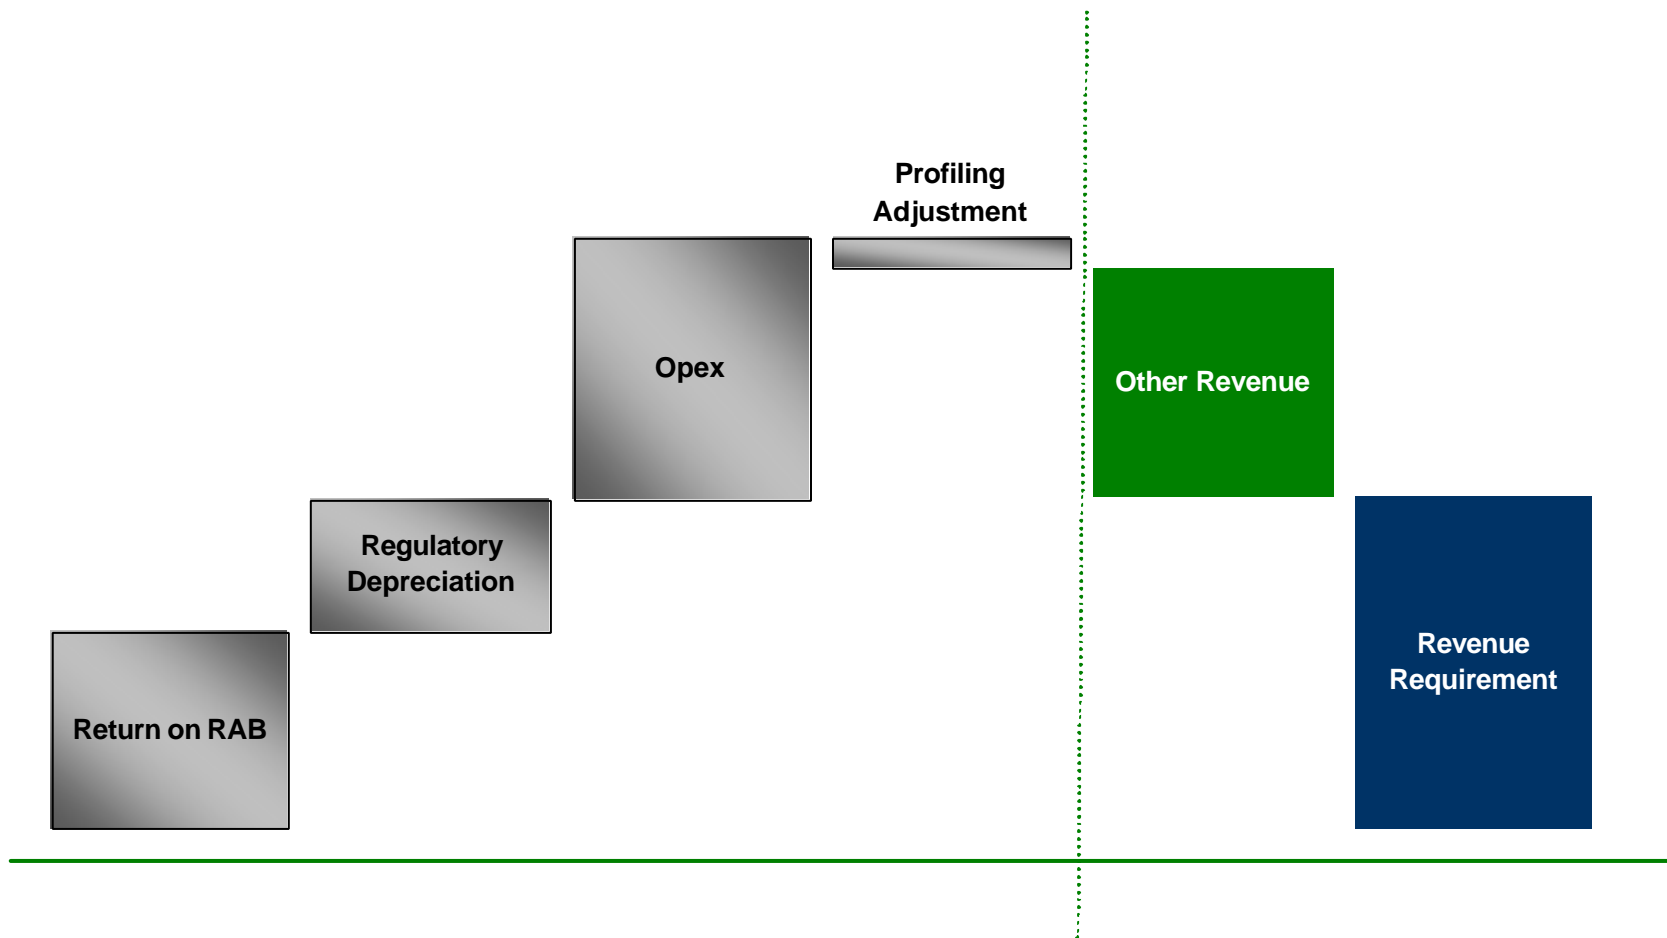 Profiling
Adjustment
Opex
Other Revenue
Regulatory
Depreciation
Revenue
Requirement
Return on RAB